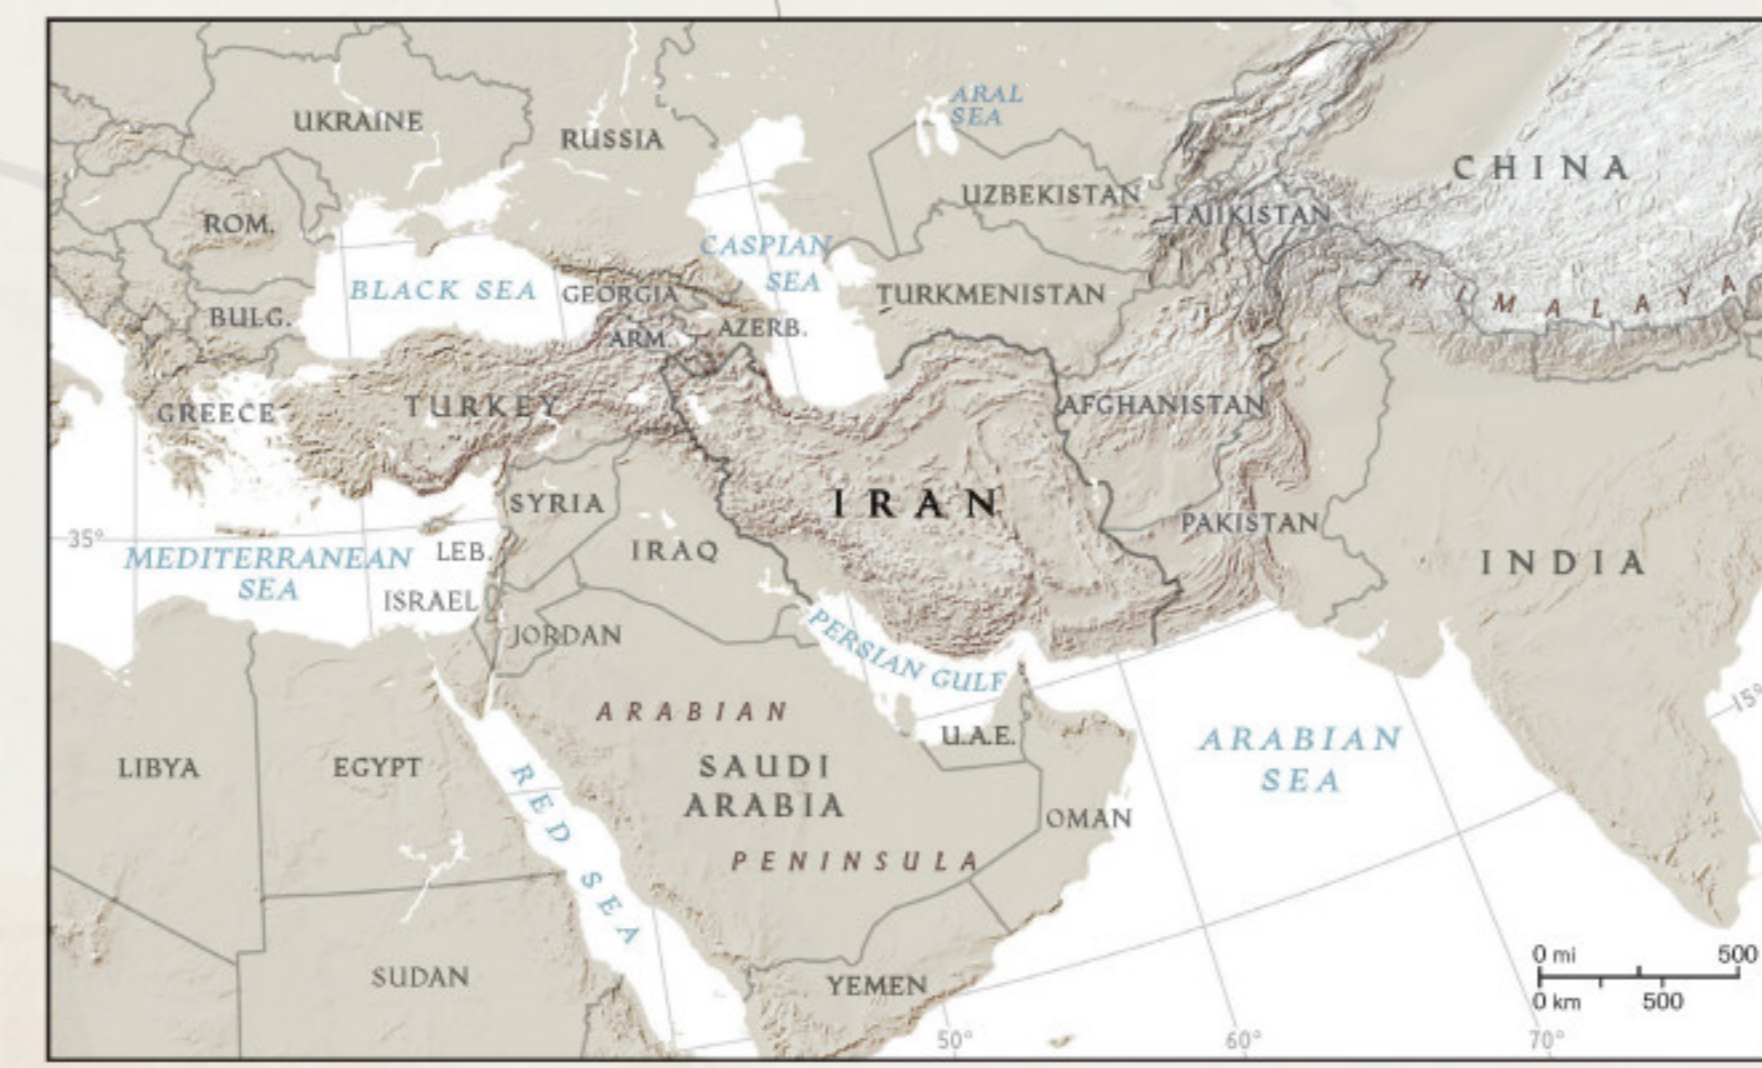 ARAL
SEA
UKRAINE
RUSSIA
CHINA
UZBEKISTAN
TAJIKISTAN
ROM.
CASPIAN
SEA
BLACK SEA
GEORGIA
TURKMENISTAN
HIMALAYA
BULG.
ARM.
AZERB.
GREECE
TURKEY
AFGHANISTAN
IRAN
SYRIA
PAKISTAN
35°
MEDITERRANEAN
SEA
LEB.
IRAQ
INDIA
ISRAEL
JORDAN
PERSIAN GULF
15°
ARABIAN
U.A.E.
ARABIAN
SEA
LIBYA
EGYPT
SAUDI
ARABIA
RED SEA
OMAN
PENINSULA
SUDAN
YEMEN
0 mi 500
0 km 500
50° 60° 70°